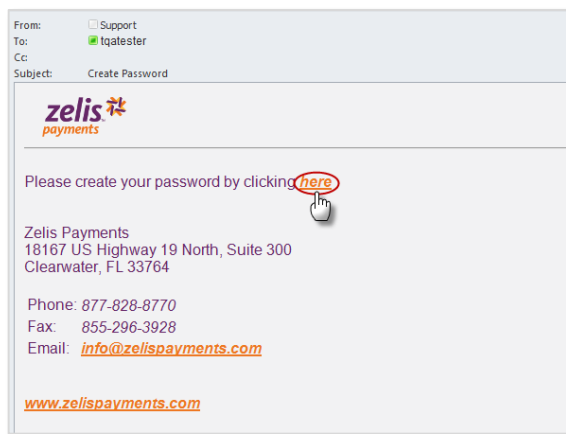 From: Support
To: tqatester
Cc:
Subject: Create Password
zelis
payments
Please create your password by clicking here
Zelis Payments
18167 US Highway 19 North, Suite 300
Clearwater, FL 33764
Phone: 877-828-8770
Fax: 855-296-3928
Email: info@zelispayments.com
www.zelispayments.com